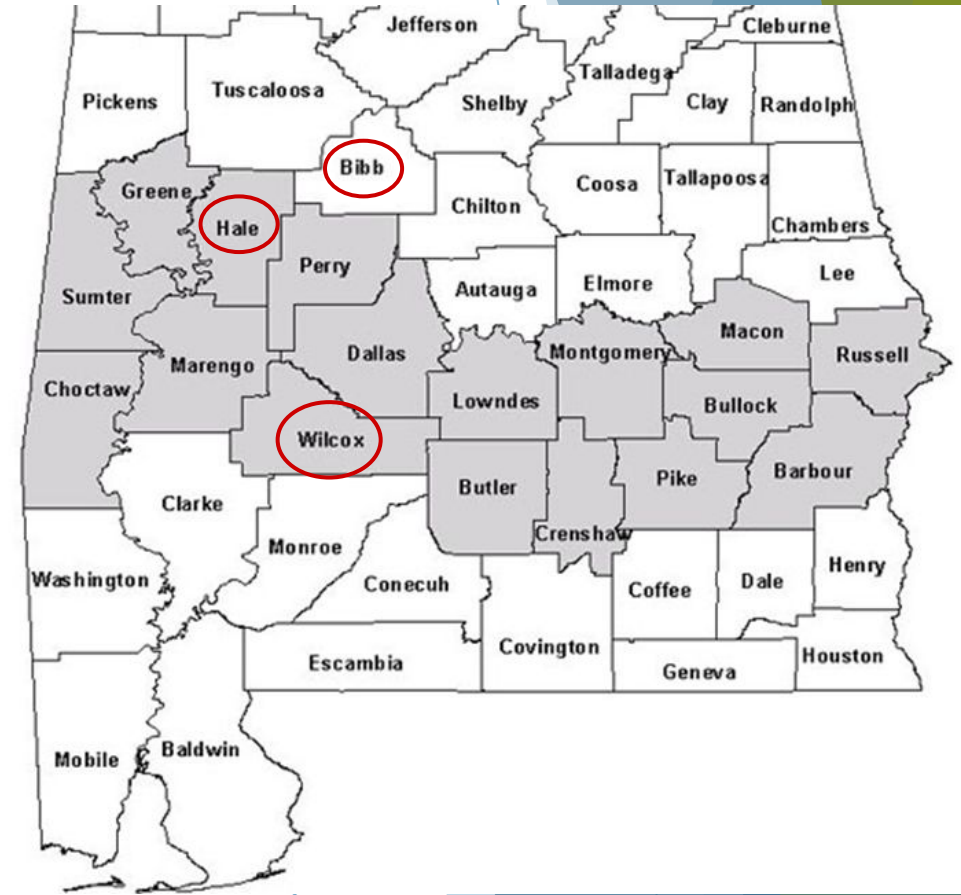 Jefferson
Cleburne
Talladega
Pickens
Tuscaloosa
Shelby
Clay
Randolph
Bibb
Greene
Coosa
Tallapoosa
Hale
Chilton
Chambers
Perry
Lee
Sumter
Autauga
Elmore
Macon
Marengo
Dallas
Montgomery
Russell
Choctaw
Lowndes
Bullock
Wilcox
Butler
Pike
Barbour
Clarke
Crenshaw
Monroe
Washington
Conecuh
Coffee
Dale
Henry
Escambia
Covington
Geneva
Houston
Mobile
Baldwin